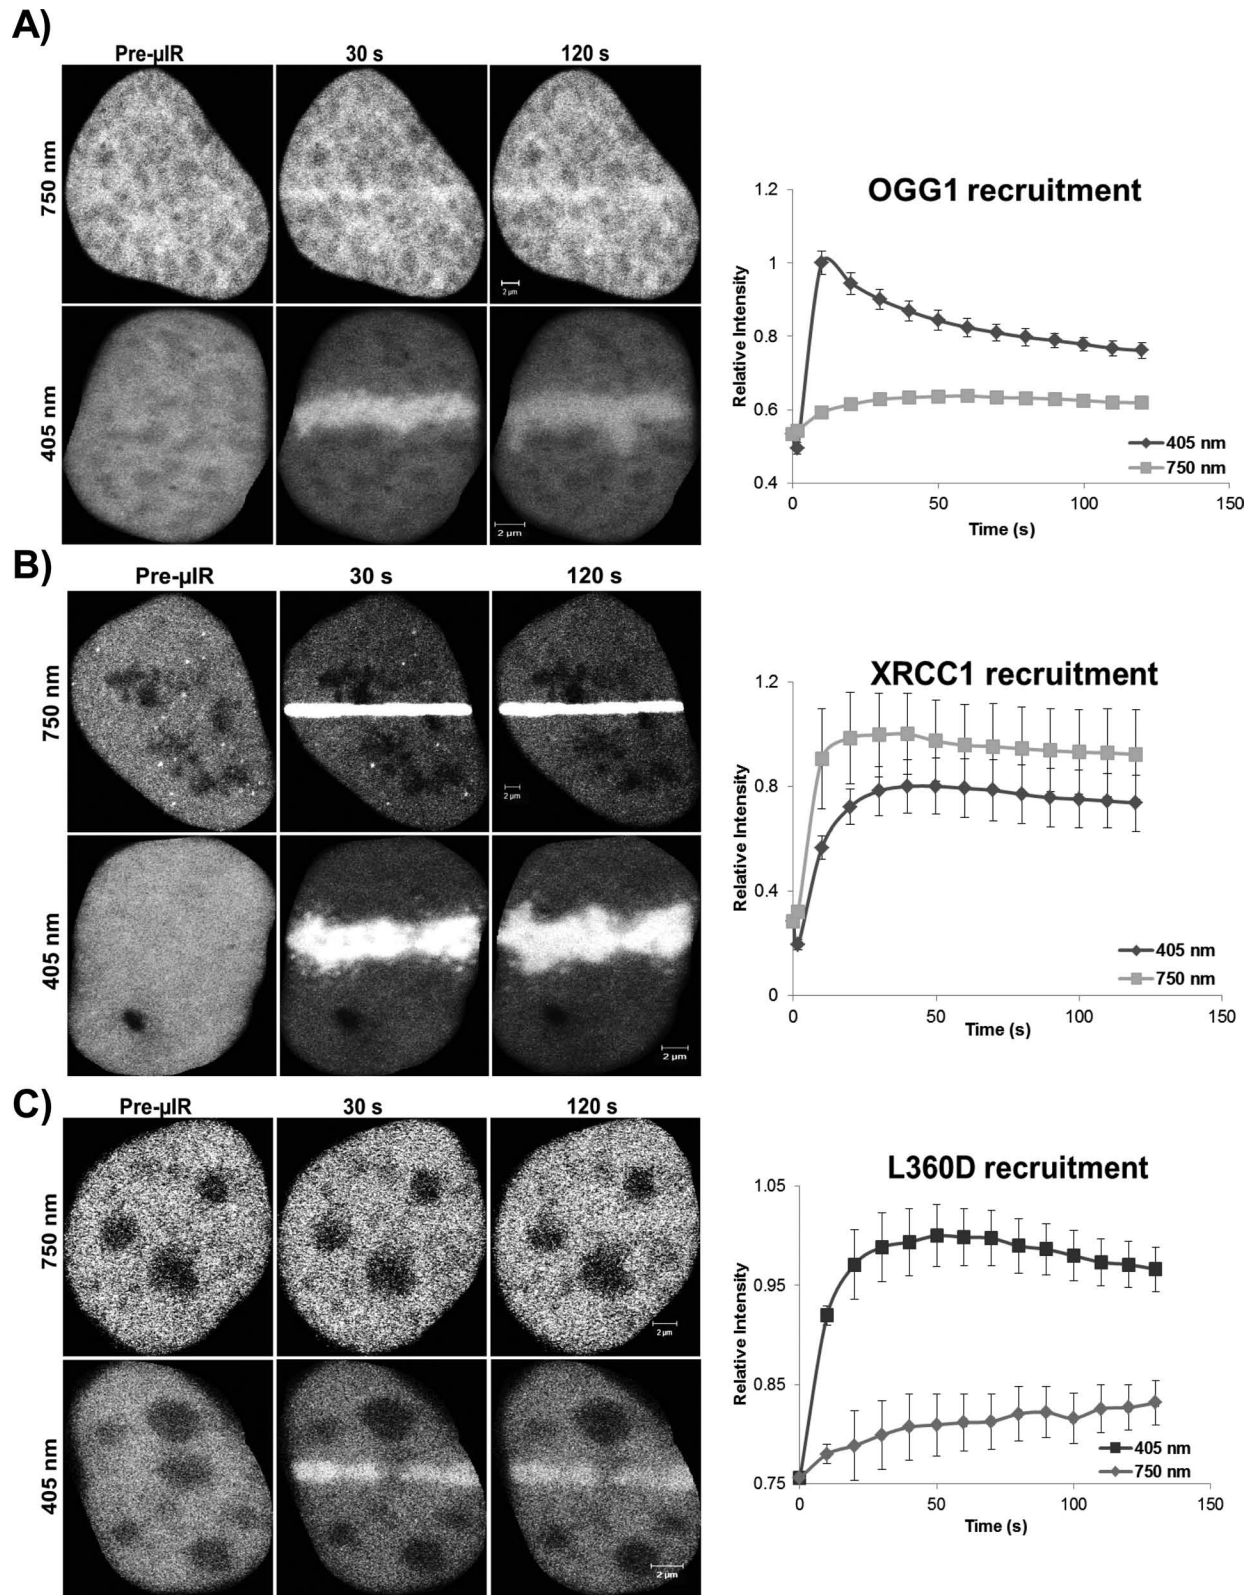 A)
Pre-µIR 30 s 120 s
750 nm
2 µm
405 nm
2 µm
OGG1 recruitment
1.2
1
0.8
0.6
0.4
Relative Intensity
0 50 100 150
Time (s)
405 nm
750 nm
B)
Pre-µIR 30 s 120 s
750 nm
2 µm
405 nm
2 µm
XRCC1 recruitment
1.2
0.8
0.4
0
Relative Intensity
0 50 100 150
Time (s)
405 nm
750 nm
C)
Pre-µIR 30 s 120 s
750 nm
2 µm
405 nm
2 µm
L360D recruitment
1.05
0.95
0.85
0.75
Relative Intensity
0 50 100 150
Time (s)
405 nm
750 nm